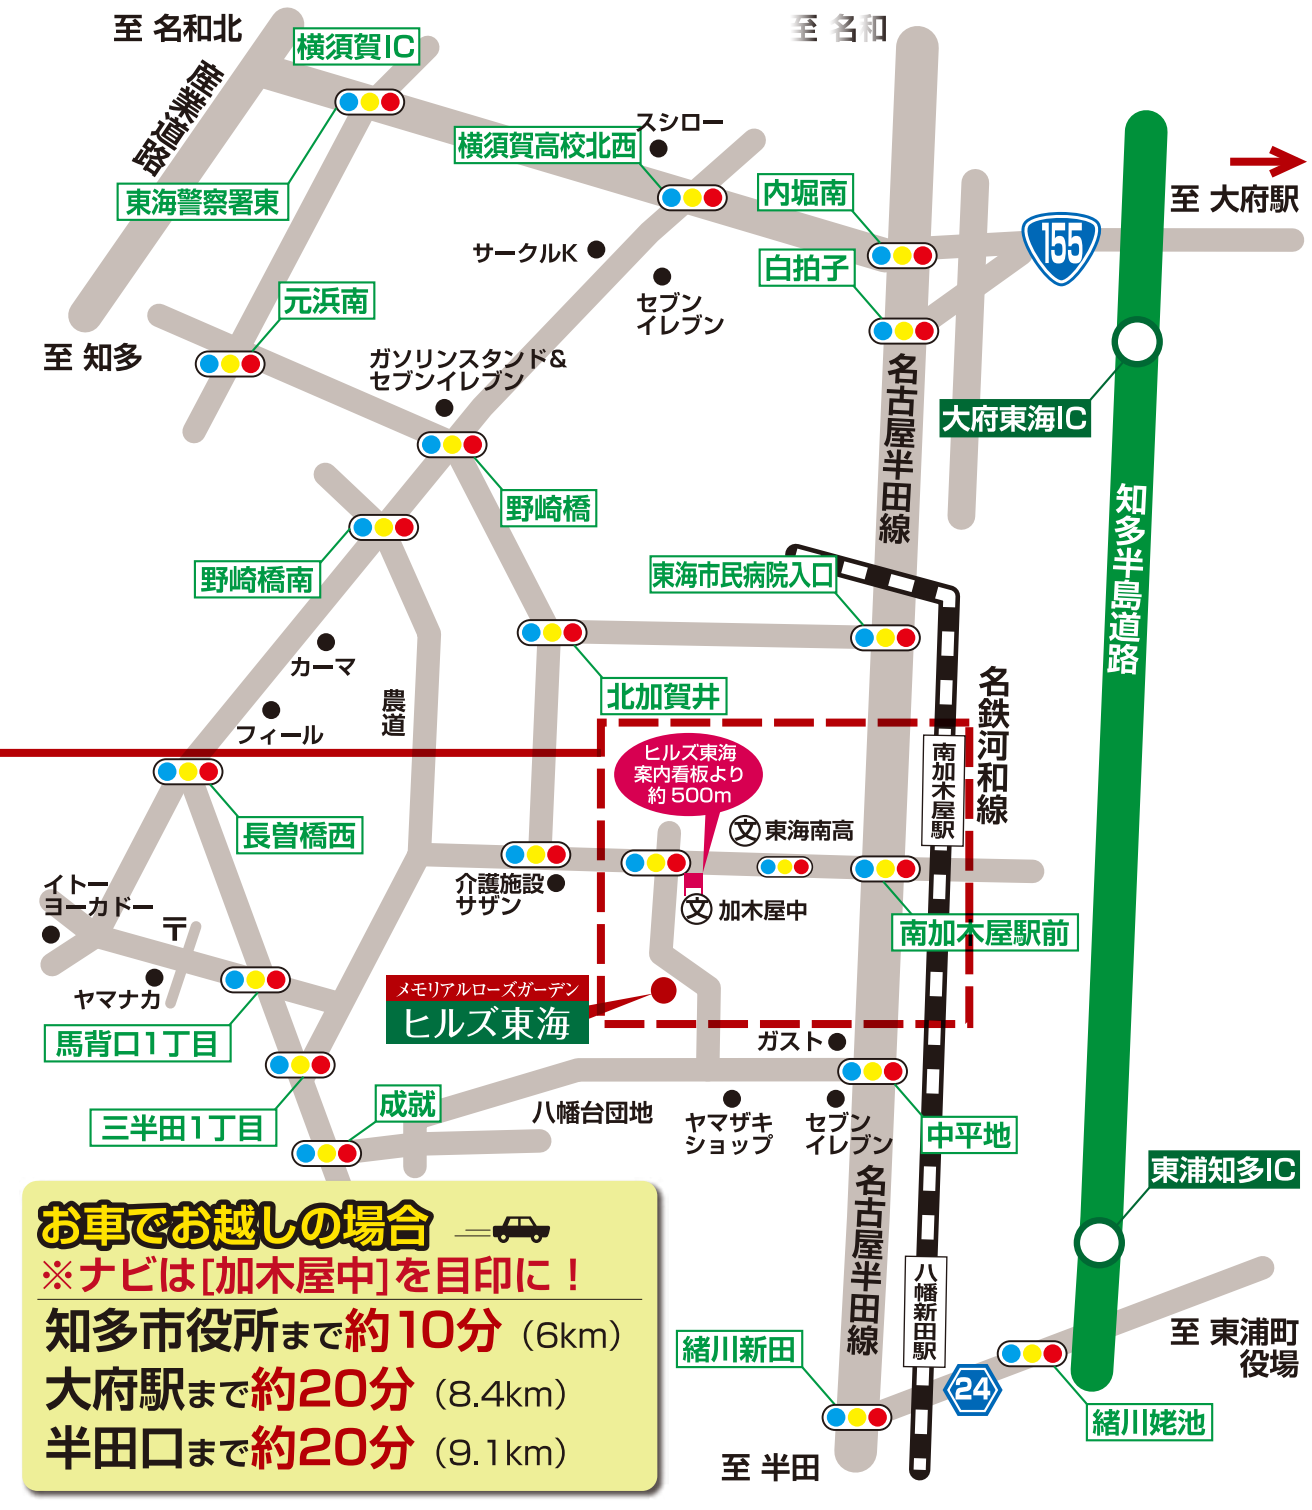 至 名和北
横須賀IC
至 名和
産業道路
スシロー
横須賀高校北西
東海警察署東
内堀南
至 大府駅
155
サークルK
白拍子
セブン
イレブン
元浜南
至 知多
ガソリンスタンド&
セブンイレブン
名古屋半田線
大府東海IC
野崎橋
知多半島道路
野崎橋南
東海市民病院入口
カーマ
北加賀井
農道
名鉄河和線
フィール
ヒルズ東海
案内看板より
約500m
南加木屋駅
文 東海南高
長曽橋西
イトー
ヨーカドー
介護施設
サザン
文 加木屋中
南加木屋駅前
〒
ヤマナカ
メモリアルローズガーデン
ヒルズ東海
馬背口1丁目
ガスト
三半田1丁目
成就
八幡台団地
ヤマザキ
ショップ
セブン
イレブン
中平地
東浦知多IC
名古屋半田線
お車でお越しの場合
※ナビは[加木屋中]を目印に！
知多市役所まで約10分（6km）
大府駅まで約20分（8.4km）
半田口まで約20分（9.1km）
八幡新田駅
至 東浦町
役場
緒川新田
24
緒川姥池
至 半田